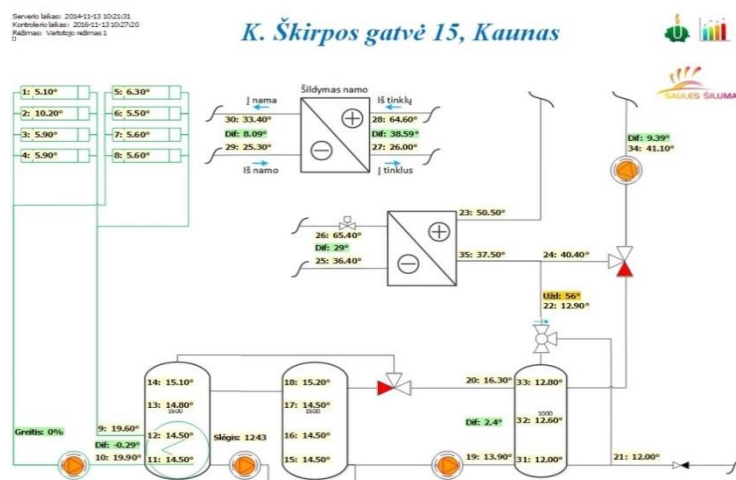 Serverio laikas: 2014-11-13 10:21:31
Kontrolerio laikas: 2016-11-13 10:27:20
Režimas: Vartotojo režimas 1
0
K. Škirpos gatvė 15, Kaunas
SAULĖS ŠILUMA
1: 5.10°
2: 10.20°
3: 5.90°
4: 5.90°
5: 6.30°
6: 5.50°
7: 5.60°
8: 5.60°
Šildymas namo
Į nama
30: 33.40°
Dif: 8.09°
29: 25.30°
Iš namo
Iš tinklų
28: 64.60°
Dif: 38.59°
27: 26.00°
Į tinklus
Dif: 9.39°
34: 41.10°
26: 65.40°
Dif: 29°
25: 36.40°
23: 50.50°
35: 37.50°
24: 40.40°
Užd: 56°
22: 12.90°
Greitis: 0%
9: 19.60°
Dif: -0.29°
10: 19.90°
14: 15.10°
13: 14.80°
1500
12: 14.50°
11: 14.50°
Slėgis: 1243
18: 15.20°
17: 14.50°
1500
16: 14.50°
15: 14.50°
20: 16.30°
Dif: 2.4°
19: 13.90°
33: 12.80°
1000
32: 12.60°
31: 12.00°
21: 12.00°